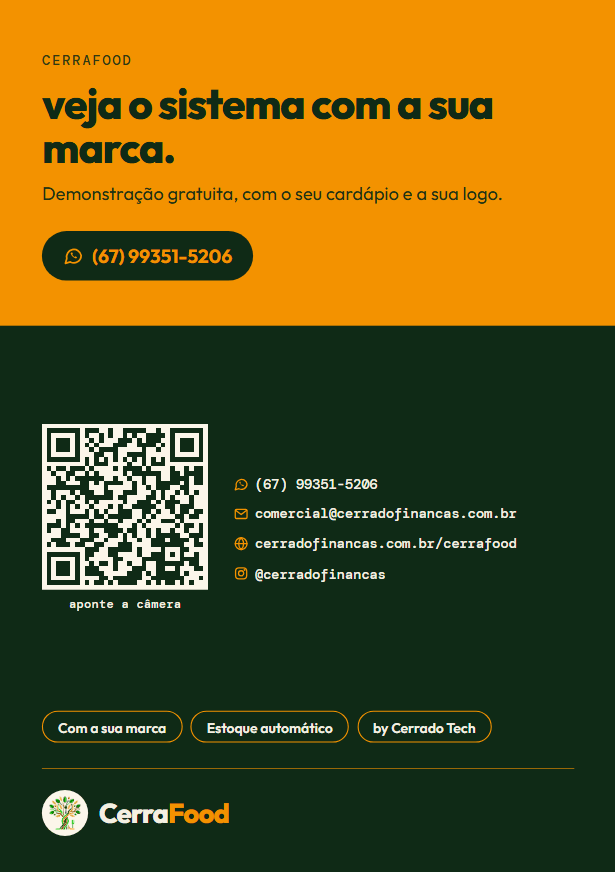 CERRAFOOD
veja o sistema com a sua
marca.
Demonstração gratuita, com o seu cardápio e a sua logo.
(67) 99351-5206
(67) 99351-5206
comercial@cerradofinancas.com.br
cerradofinancas.com.br/cerrafood
@cerradofinancas
aponte a câmera
Com a sua marca
Estoque automático
by Cerrado Tech
CerraFood